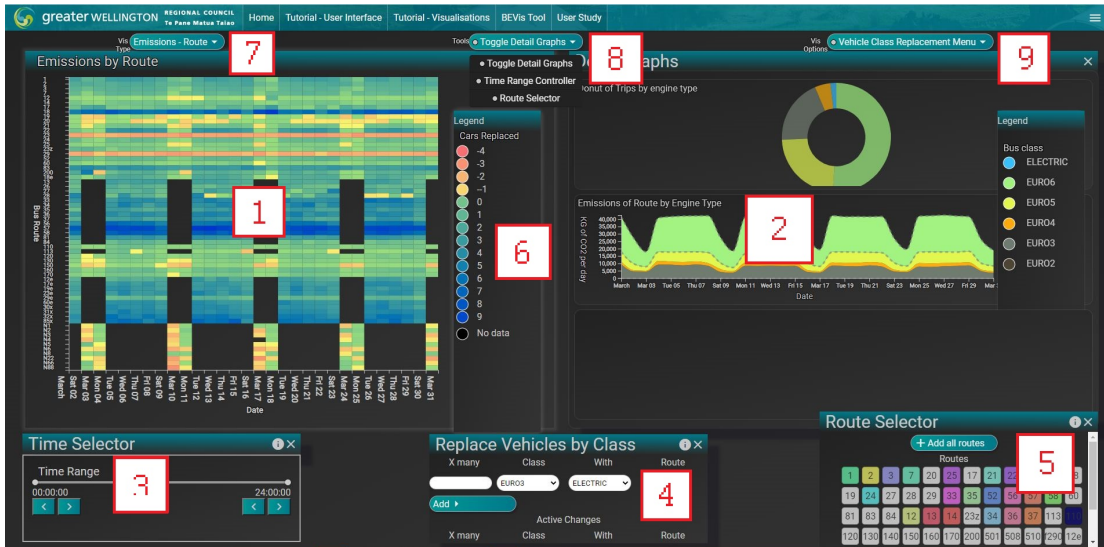 greater WELLINGTON REGIONAL COUNCIL Te Pane Matua Taiao Home Tutorial - User Interface Tutorial - Visualisations BEVis Tool User Study
Vis Type Emissions - Route 7 Tools Toggle Detail Graphs 8 Vis Options Vehicle Class Replacement Menu 9
Toggle Detail Graphs
Time Range Controller
Route Selector
Emissions by Route
Bus Route
1
March
Sat 02
Mar 03
Mon 04
Tue 05
Wed 06
Thu 07
Fri 08
Sat 09
Mar 10
Mon 11
Tue 12
Wed 13
Thu 14
Fri 15
Sat 16
Mar 17
Mon 18
Tue 19
Wed 20
Thu 21
Fri 22
Sat 23
Mar 24
Mon 25
Tue 26
Wed 27
Thu 28
Fri 29
Sat 30
Mar 31
Date
Legend
Cars Replaced
-4
-3
-2
--1
0
1
2
3
4
5
6
7
8
9
No data
6
Graphs
Donut of Trips by engine type
Emissions of Route by Engine Type
KG of CO2 per day
40,000
35,000
30,000
25,000
20,000
15,000
10,000
5,000
0
2
March Mar 03 Tue 05 Thu 07 Sat 09 Mon 11 Wed 13 Fri 15 Mar 17 Tue 19 Thu 21 Sat 23 Mon 25 Wed 27 Fri 29
Date
Legend
Bus class
ELECTRIC
EURO6
EURO5
EURO4
EURO3
EURO2
Time Selector
Time Range
3
00:00:00 24:00:00
Replace Vehicles by Class
X many Class With Route
EURO3 ELECTRIC
Add
4
Active Changes
X many Class With Route
Route Selector
+ Add all routes
Routes
5
1 2 3 7 20 25 17 21 22
19 24 27 28 29 33 35 52 56 57 58 60
81 83 84 12 13 14 23z 34 36 37 113
120 130 140 150 160 170 200 501 508 510 f290 12e